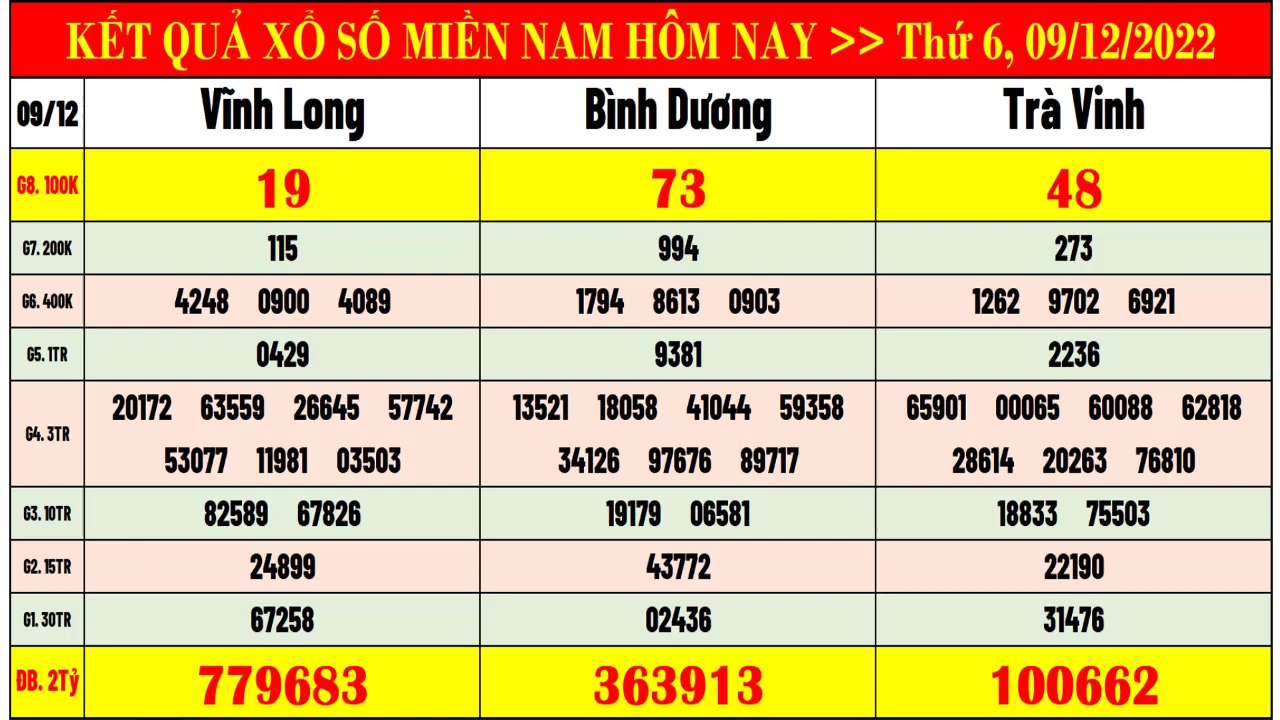 KẾT QUẢ XỔ SỐ MIỀN NAM HÔM NAY >> Thứ 6, 09/12/2022
09/12 Vĩnh Long Bình Dương Trà Vinh
G8. 100K 19 73 48
G7. 200K 115 994 273
G6. 400K 4248 0900 4089 1794 8613 0903 1262 9702 6921
G5. 1TR 0429 9381 2236
20172 63559 26645 57742 13521 18058 41044 59358 65901 00065 60088 62818
G4. 3TR
53077 11981 03503 34126 97676 89717 28614 20263 76810
G3. 10TR 82589 67826 19179 06581 18833 75503
G2. 15TR 24899 43772 22190
G1. 30TR 67258 02436 31476
ĐB. 2Tỷ 779683 363913 100662